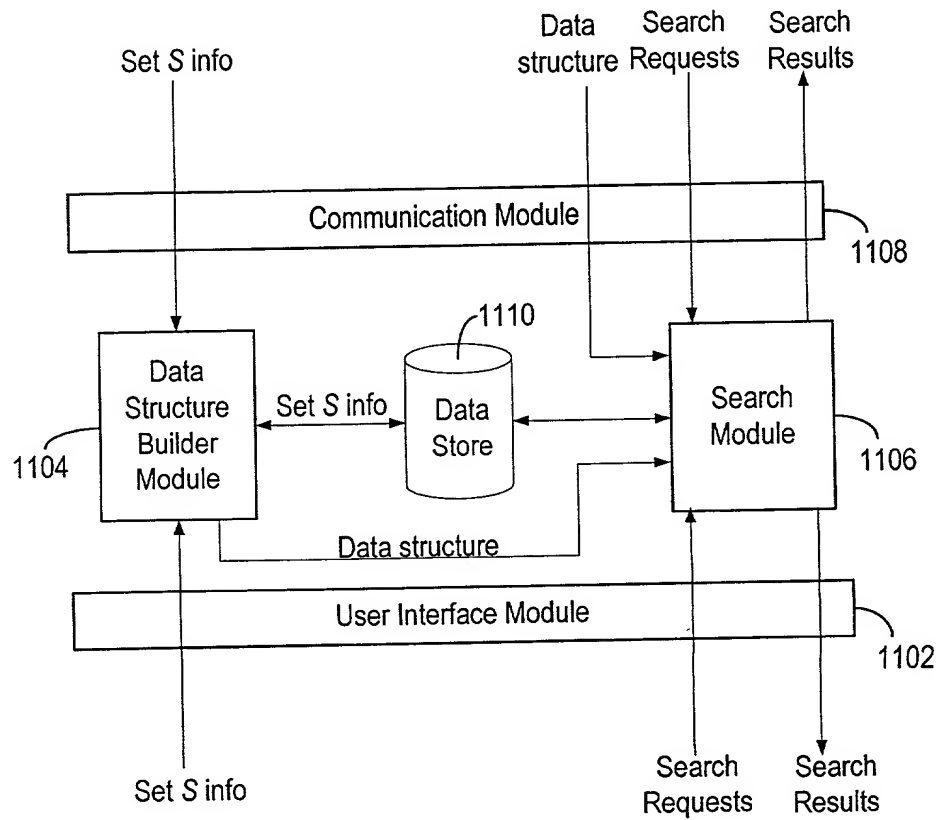 Set S info
Data
structure
Search
Requests
Search
Results
Communication Module
1108
1110
Data
Structure
Builder
Module
1104
Set S info
Data
Store
Search
Module
1106
Data structure
User Interface Module
1102
Set S info
Search
Requests
Search
Results